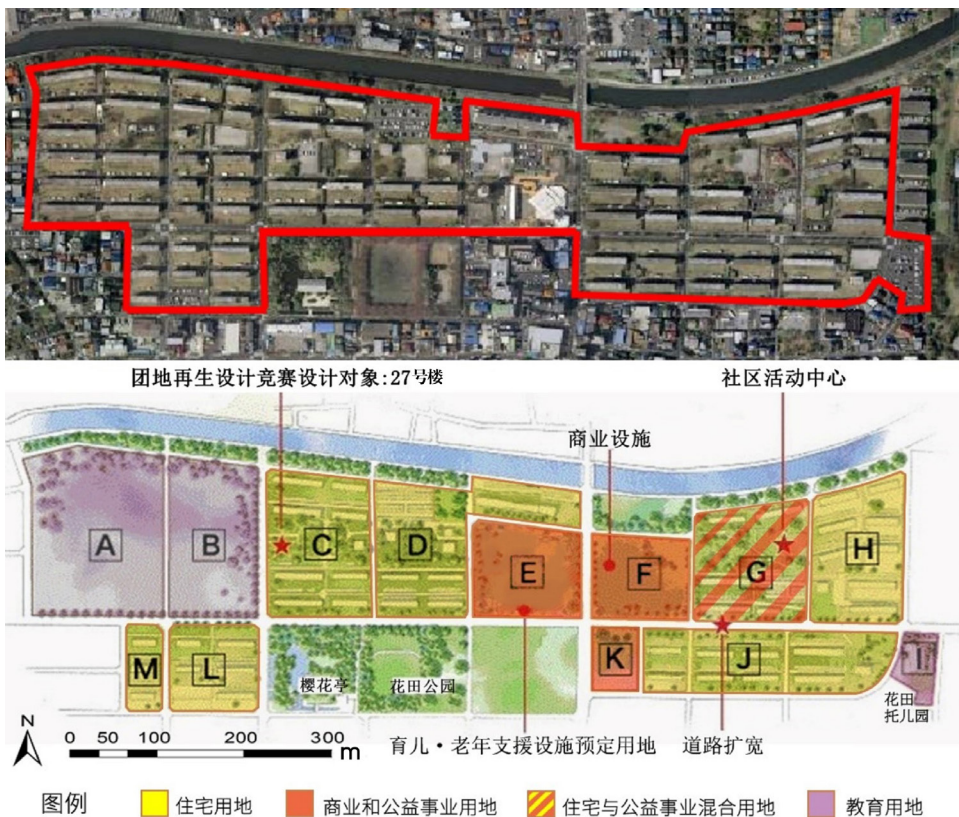 团地再生设计竞赛设计对象:27号楼
社区活动中心
商业设施
A
B
C
D
E
F
G
H
M
L
K
J
I
樱花亭
花田公园
花田
托儿园
育儿·老年支援设施预定用地
道路扩宽
N
0 50 100 200 300 m
图例
住宅用地
商业和公益事业用地
住宅与公益事业混合用地
教育用地